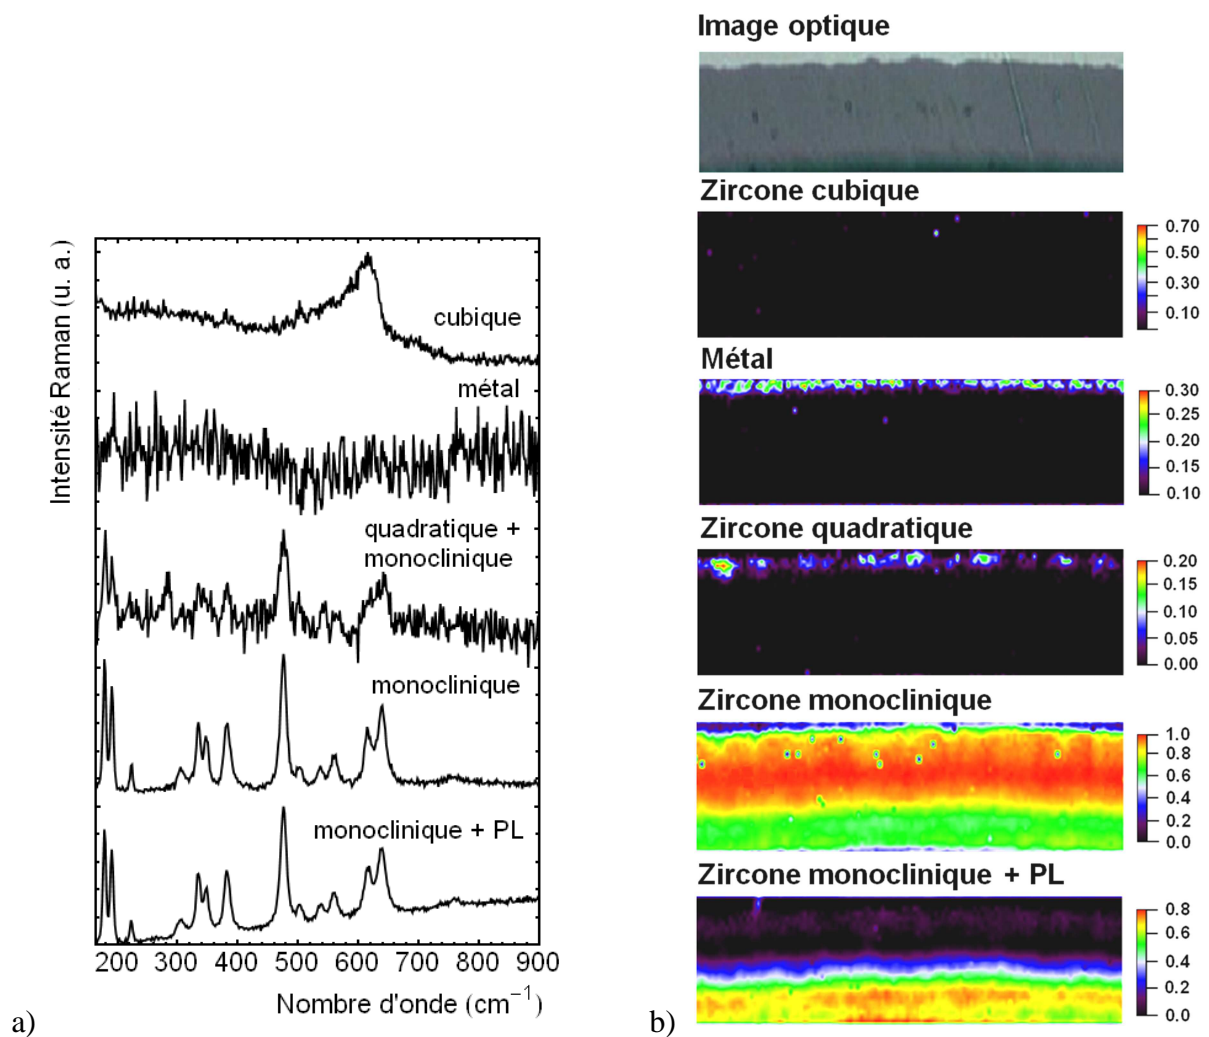 Intensité Raman (u. a.)
cubique
métal
quadratique +
monoclinique
monoclinique
monoclinique + PL
200 300 400 500 600 700 800 900
Nombre d'onde (cm⁻¹)
a)
Image optique
Zircone cubique
0.70
0.50
0.30
0.10
Métal
0.30
0.25
0.20
0.15
0.10
Zircone quadratique
0.20
0.15
0.10
0.05
0.00
Zircone monoclinique
1.0
0.8
0.6
0.4
0.2
0.0
Zircone monoclinique + PL
0.8
0.6
0.4
0.2
0.0
b)